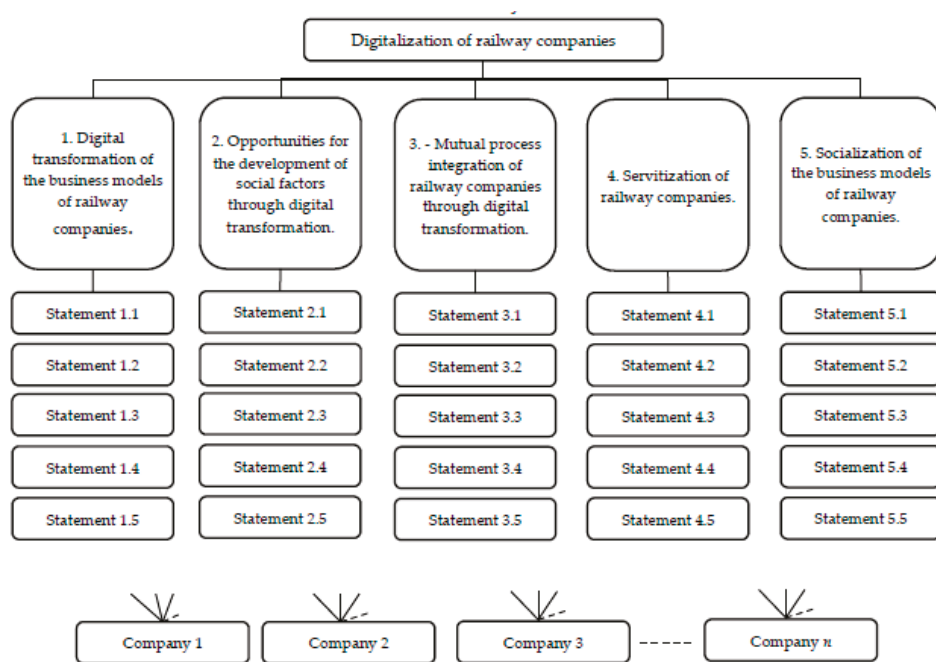 Digitalization of railway companies
1. Digital
transformation of
the business models
of railway
companies.
2. Opportunities for
the development of
social factors
through digital
transformation.
3. - Mutual process
integration of
railway companies
through digital
transformation.
4. Servitization of
railway companies.
5. Socialization of
the business models
of railway
companies.
Statement 1.1
Statement 2.1
Statement 3.1
Statement 4.1
Statement 5.1
Statement 1.2
Statement 2.2
Statement 3.2
Statement 4.2
Statement 5.2
Statement 1.3
Statement 2.3
Statement 3.3
Statement 4.3
Statement 5.3
Statement 1.4
Statement 2.4
Statement 3.4
Statement 4.4
Statement 5.4
Statement 1.5
Statement 2.5
Statement 3.5
Statement 4.5
Statement 5.5
Company 1
Company 2
Company 3
Company n